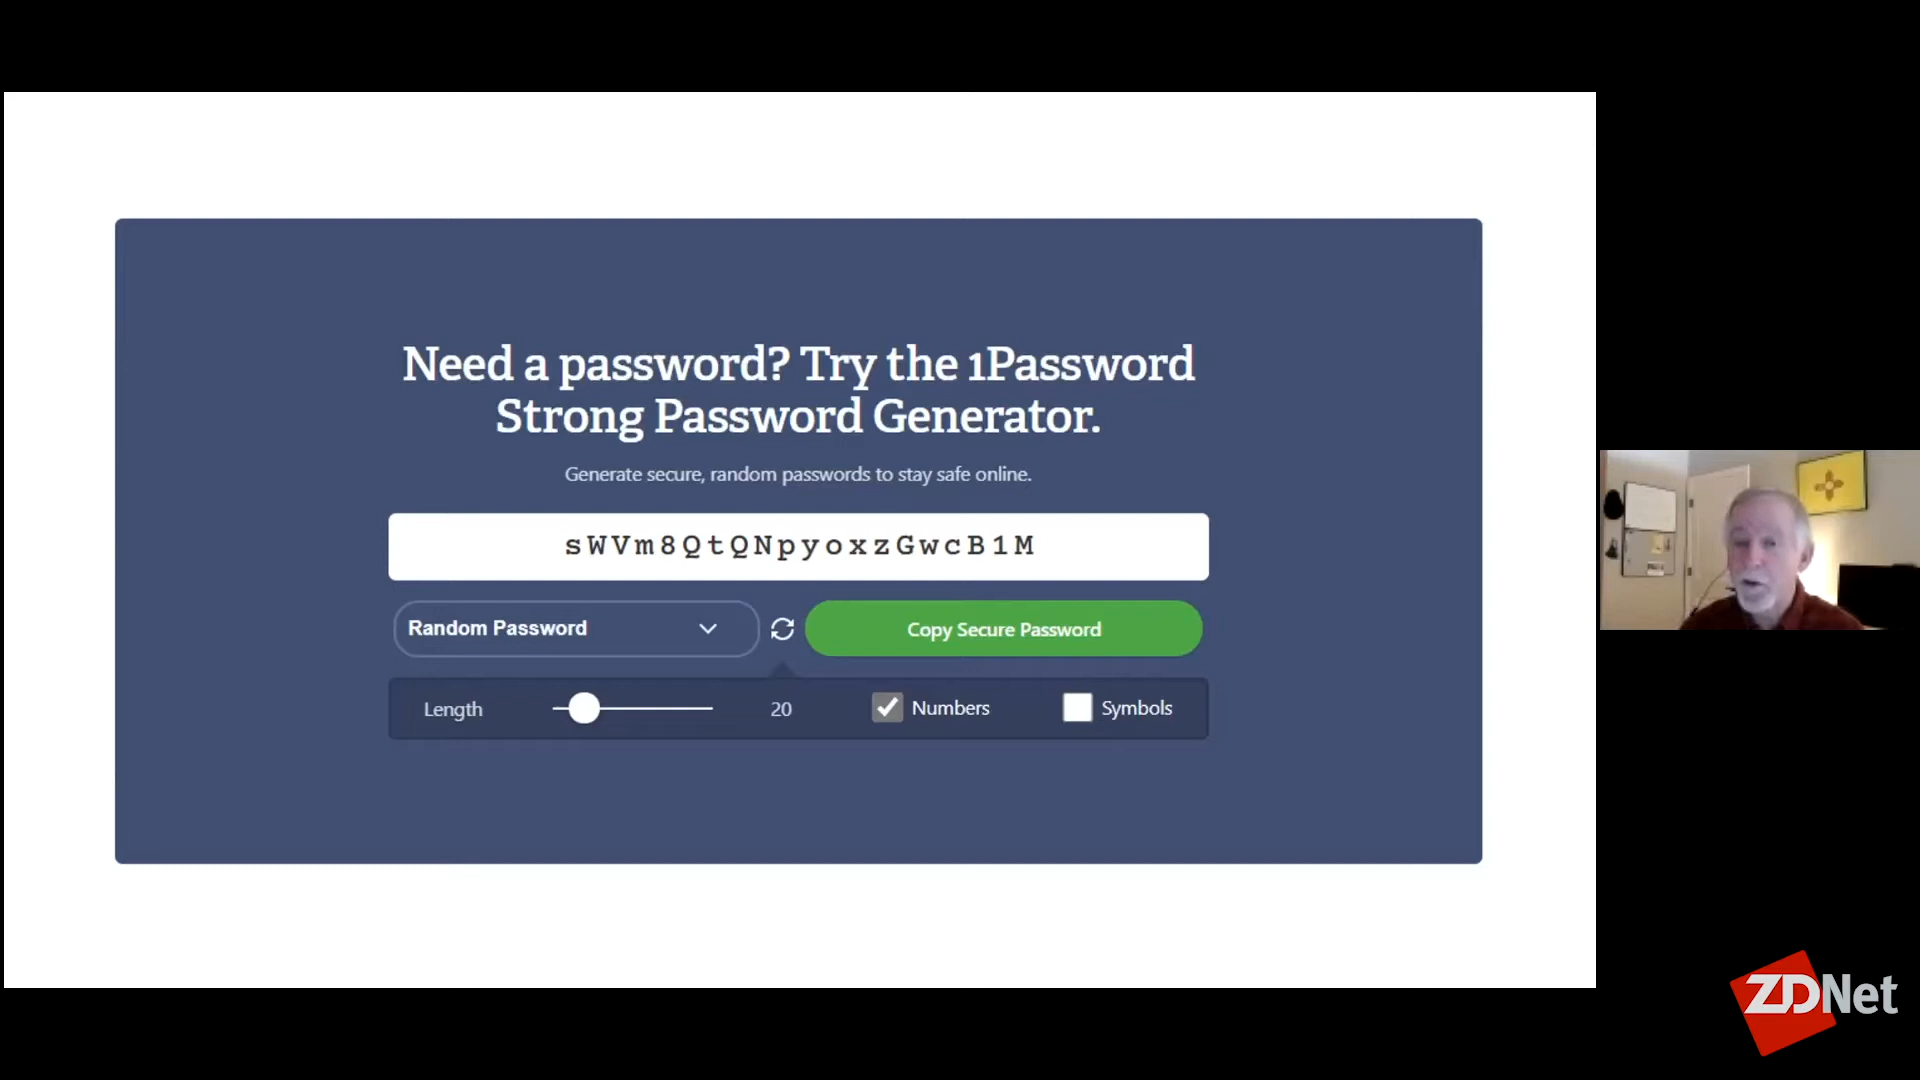 Need a password? Try the 1Password
Strong Password Generator.
Generate secure, random passwords to stay safe online.
sWVm8QtQNpyoxzGwcB1M
Random Password
Copy Secure Password
Length
20
Numbers
Symbols
ZDNet